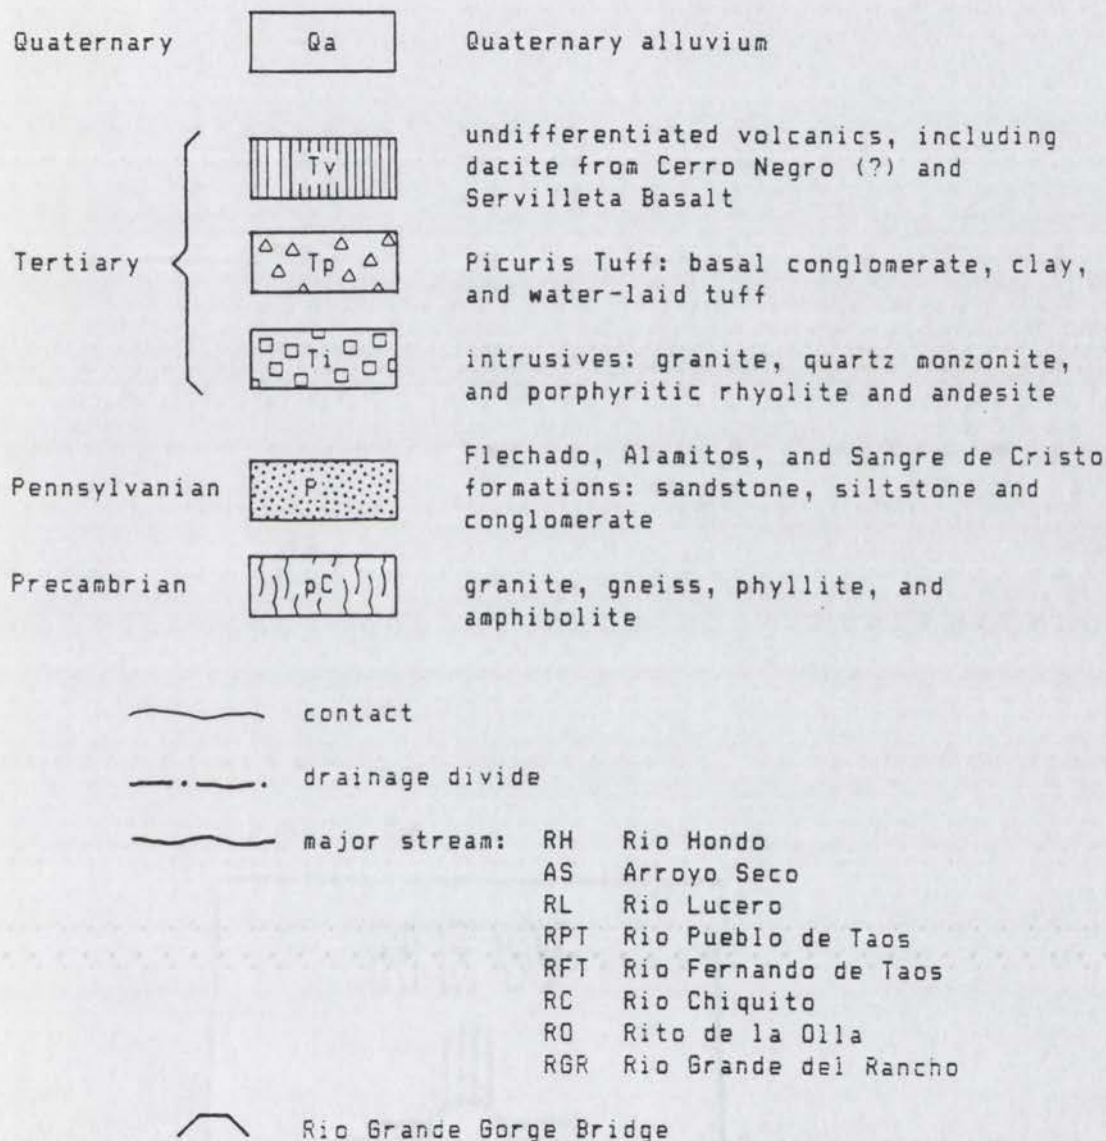 Quaternary Qa Quaternary alluvium
undifferentiated volcanics, including
Tv dacite from Cerro Negro (?) and
Servilleta Basalt
Tertiary Tp Picuris Tuff: basal conglomerate, clay,
and water-laid tuff
Ti intrusives: granite, quartz monzonite,
and porphyritic rhyolite and andesite
Flechado, Alamitos, and Sangre de Cristo
Pennsylvanian P formations: sandstone, siltstone and
conglomerate
Precambrian pC granite, gneiss, phyllite, and
amphibolite
contact
drainage divide
major stream: RH Rio Hondo
AS Arroyo Seco
RL Rio Lucero
RPT Rio Pueblo de Taos
RFT Rio Fernando de Taos
RC Rio Chiquito
RO Rito de la Olla
RGR Rio Grande del Rancho
Rio Grande Gorge Bridge